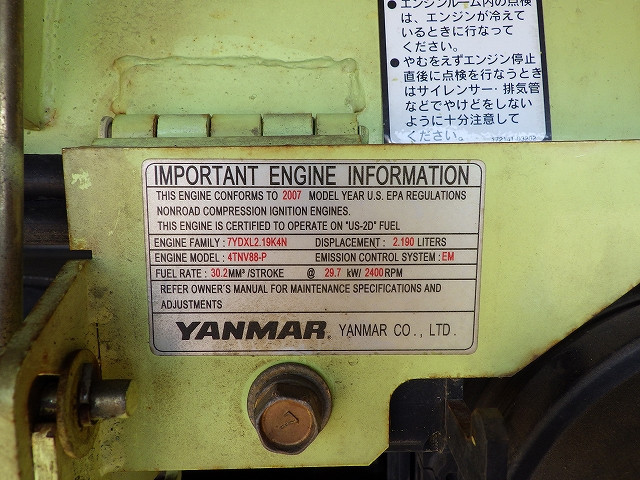 ●エンジンルーム内の点検
は、エンジンが冷えて
いるときに行なって
ください。
●やむをえずエンジン停止
直後に点検を行なうとき
はサイレンサー・排気管
などでやけどをしない
ように十分注意して
ください。
IMPORTANT ENGINE INFORMATION
THIS ENGINE CONFORMS TO 2007 MODEL YEAR U.S. EPA REGULATIONS
NONROAD COMPRESSION IGNITION ENGINES.
THIS ENGINE IS CERTIFIED TO OPERATE ON "US-2D" FUEL
ENGINE FAMILY : 7YDXL2.19K4N DISPLACEMENT : 2.190 LITERS
ENGINE MODEL : 4TNV88-P EMISSION CONTROL SYSTEM : EM
FUEL RATE : 30.2MM³/STROKE @ 29.7 kW/ 2400RPM
REFER OWNER'S MANUAL FOR MAINTENANCE SPECIFICATIONS AND
ADJUSTMENTS
YANMAR® YANMAR CO., LTD.
7